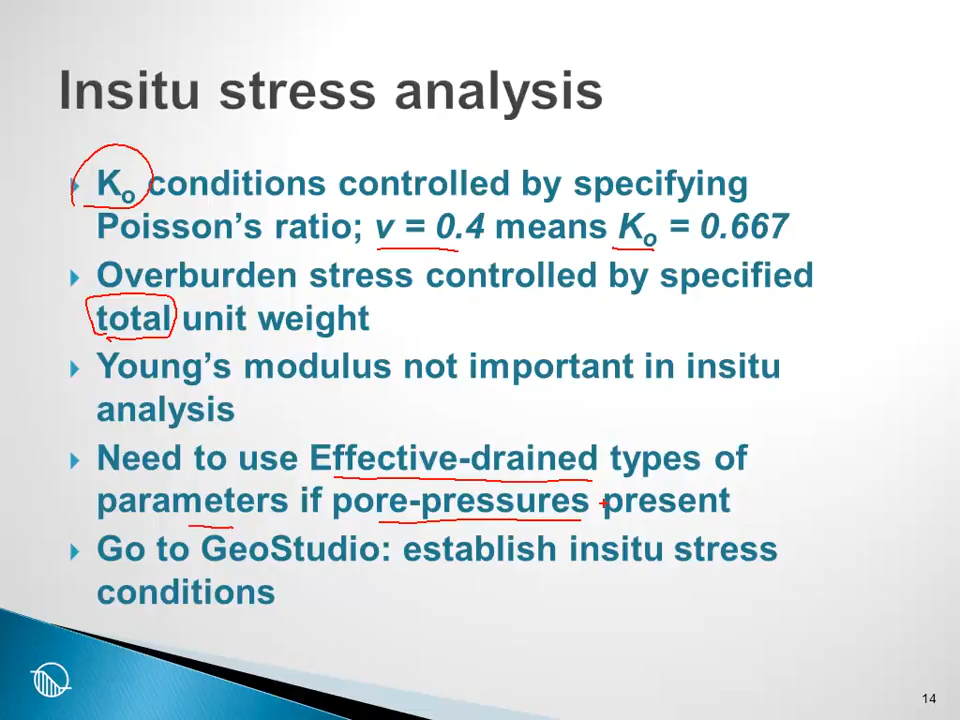 Insitu stress analysis
Ko conditions controlled by specifying
Poisson's ratio; v = 0.4 means Ko = 0.667
Overburden stress controlled by specified
total unit weight
Young's modulus not important in insitu
analysis
Need to use Effective-drained types of
parameters if pore-pressures present
Go to GeoStudio: establish insitu stress
conditions
14